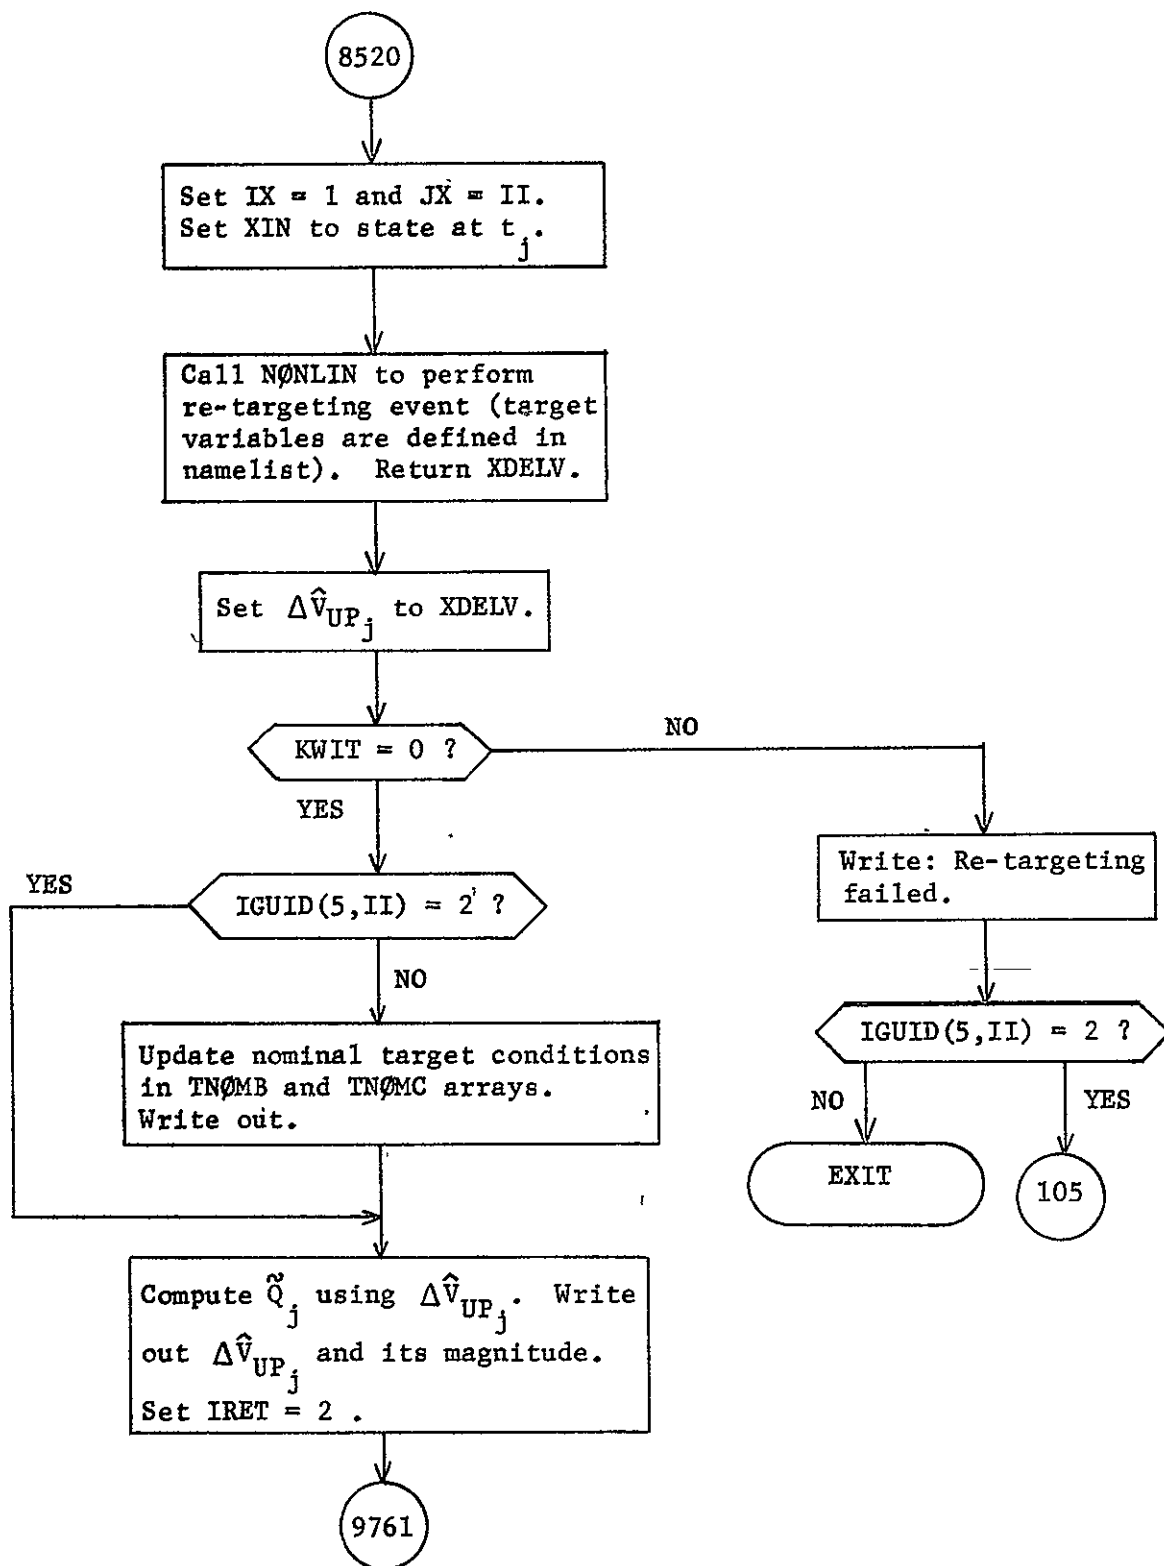 8520
Set IX = 1 and JX = II.
Set XIN to state at t_j.
Call NØNLIN to perform
re-targeting event (target
variables are defined in
namelist). Return XDELV.
Set ΔV̂_UP_j to XDELV.
KWIT = 0 ?
NO
YES
Write: Re-targeting
failed.
YES
IGUID(5,II) = 2 ?
NO
IGUID(5,II) = 2 ?
Update nominal target conditions
in TNØMB and TNØMC arrays.
Write out.
NO
YES
EXIT
105
Compute Q̃_j using ΔV̂_UP_j. Write
out ΔV̂_UP_j and its magnitude.
Set IRET = 2 .
9761